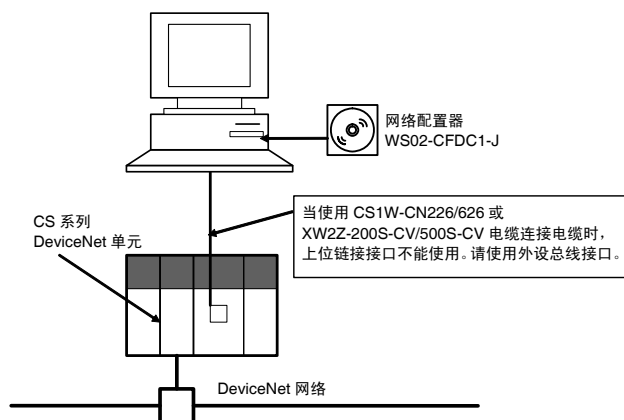 网络配置器
WS02-CFDC1-J
当使用 CS1W-CN226/626 或
XW2Z-200S-CV/500S-CV 电缆连接电缆时，
上位链接接口不能使用。请使用外设总线接口。
CS 系列
DeviceNet 单元
DeviceNet 网络